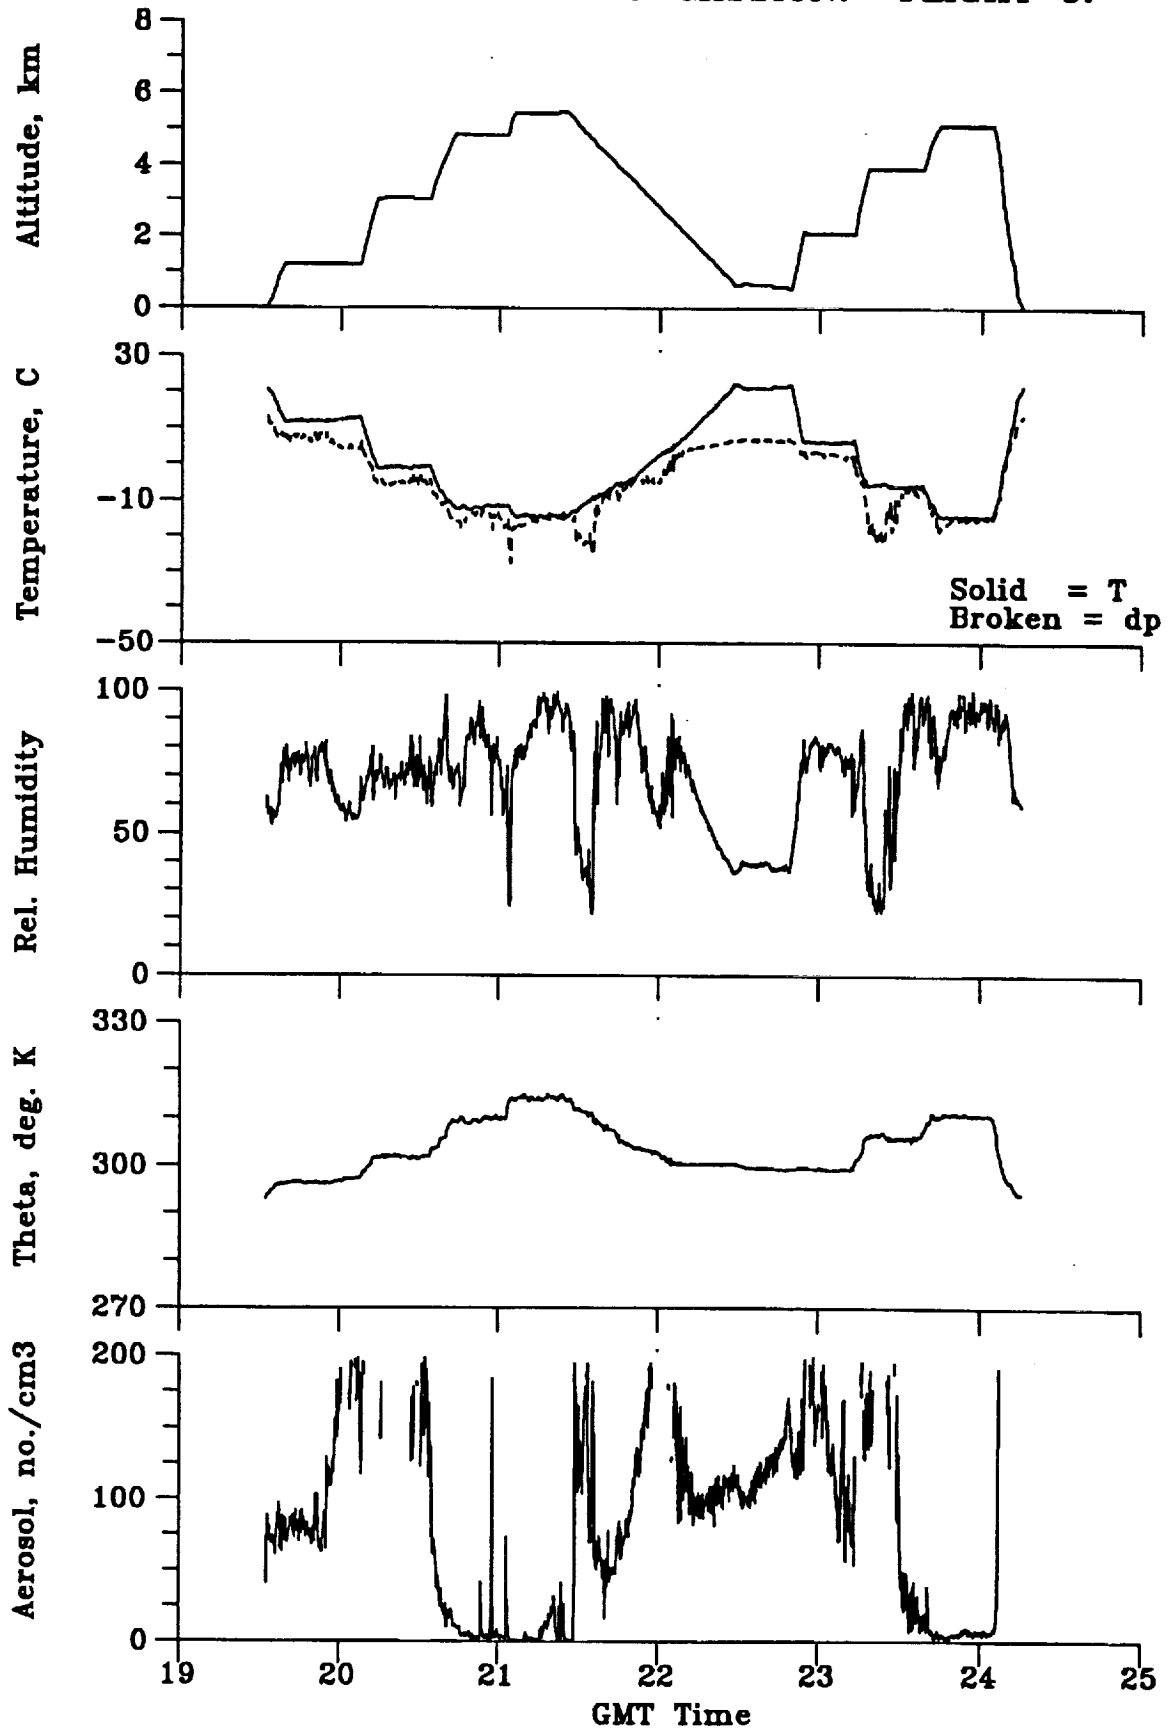 8
6
4
2
0
Altitude, km
30
-10
-50
Temperature, C
Solid = T
Broken = dp
100
50
0
Rel. Humidity
330
300
270
Theta, deg. K
200
100
0
Aerosol, no./cm3
19 20 21 22 23 24 25
GMT Time